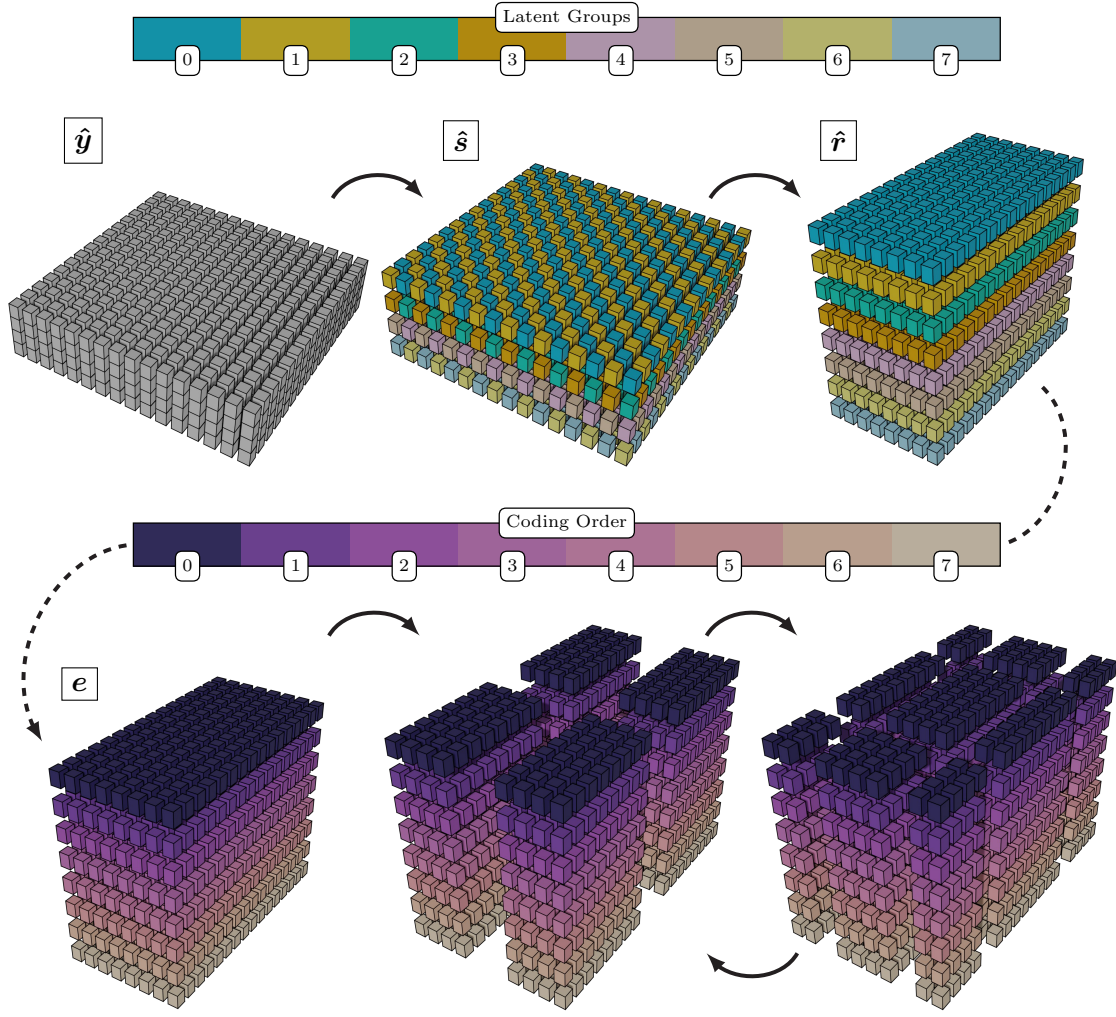 Latent Groups
0 1 2 3 4 5 6 7
ŷ ŝ r̂
Coding Order
0 1 2 3 4 5 6 7
e